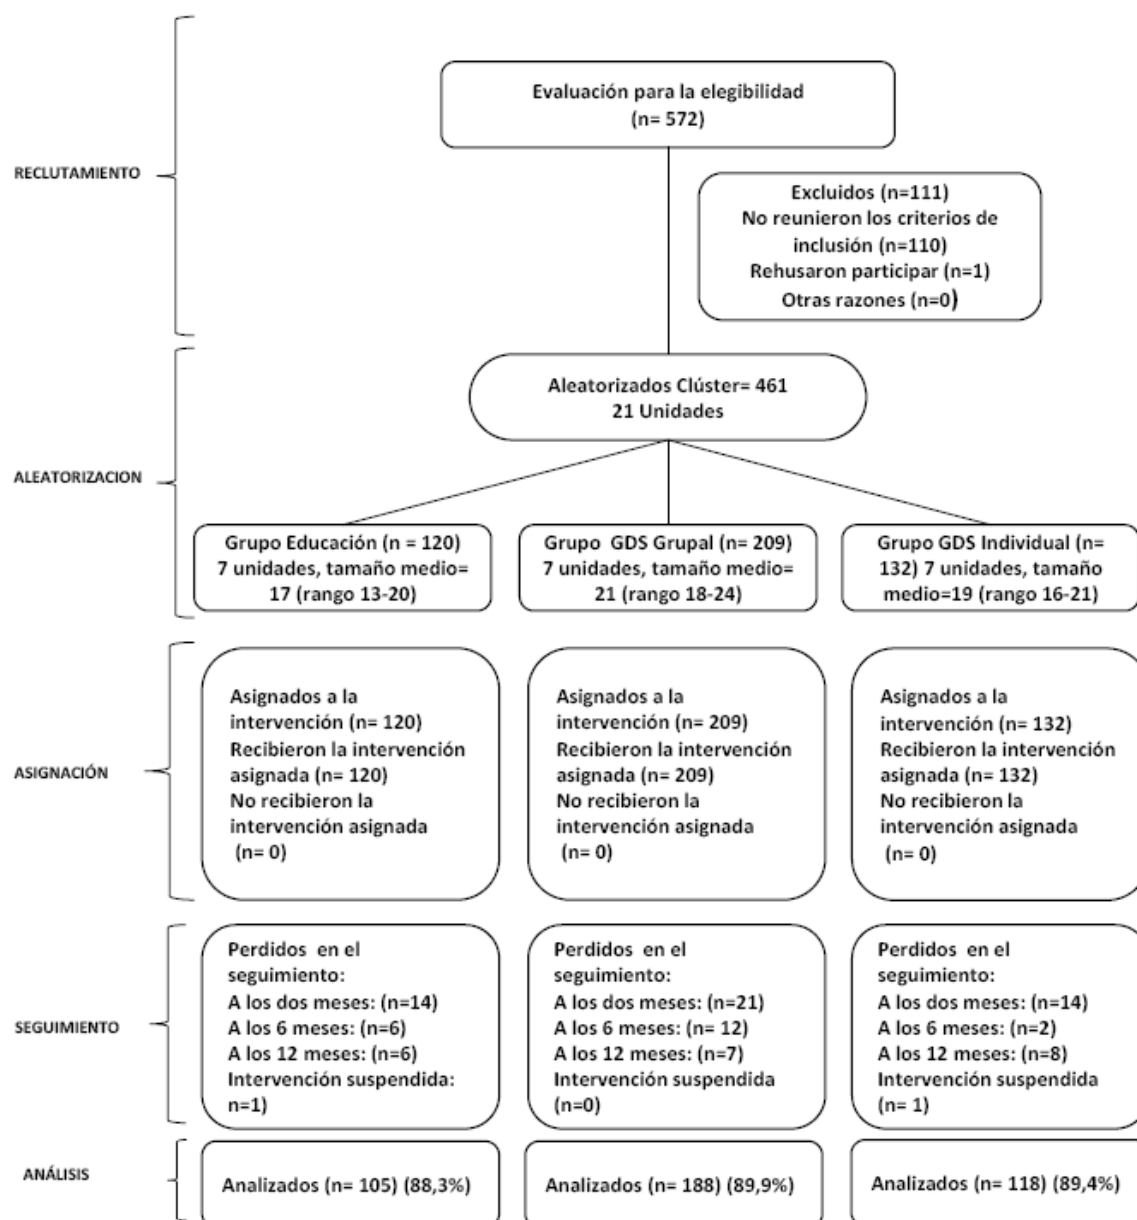 Evaluación para la elegibilidad
(n= 572)
RECLUTAMIENTO
Excluidos (n=111)
No reunieron los criterios de
inclusión (n=110)
Rehusaron participar (n=1)
Otras razones (n=0)
Aleatorizados Clúster= 461
21 Unidades
ALEATORIZACION
Grupo Educación (n = 120)
7 unidades, tamaño medio=
17 (rango 13-20)
Grupo GDS Grupal (n= 209)
7 unidades, tamaño medio=
21 (rango 18-24)
Grupo GDS Individual (n=
132) 7 unidades, tamaño
medio=19 (rango 16-21)
ASIGNACIÓN
Asignados a la
intervención (n= 120)
Recibieron la intervención
asignada (n= 120)
No recibieron la
intervención asignada
(n= 0)
Asignados a la
intervención (n= 209)
Recibieron la intervención
asignada (n= 209)
No recibieron la
intervención asignada
(n= 0)
Asignados a la
intervención (n= 132)
Recibieron la intervención
asignada (n= 132)
No recibieron la
intervención asignada
(n= 0)
SEGUIMIENTO
Perdidos en el
seguimiento:
A los dos meses: (n=14)
A los 6 meses: (n=6)
A los 12 meses: (n=6)
Intervención suspendida:
n=1)
Perdidos en el
seguimiento:
A los dos meses: (n=21)
A los 6 meses: (n= 12)
A los 12 meses: (n=7)
Intervención suspendida
(n=0)
Perdidos en el
seguimiento:
A los dos meses: (n=14)
A los 6 meses: (n=2)
A los 12 meses: (n=8)
Intervención suspendida
(n= 1)
ANÁLISIS
Analizados (n= 105) (88,3%)
Analizados (n= 188) (89,9%)
Analizados (n= 118) (89,4%)